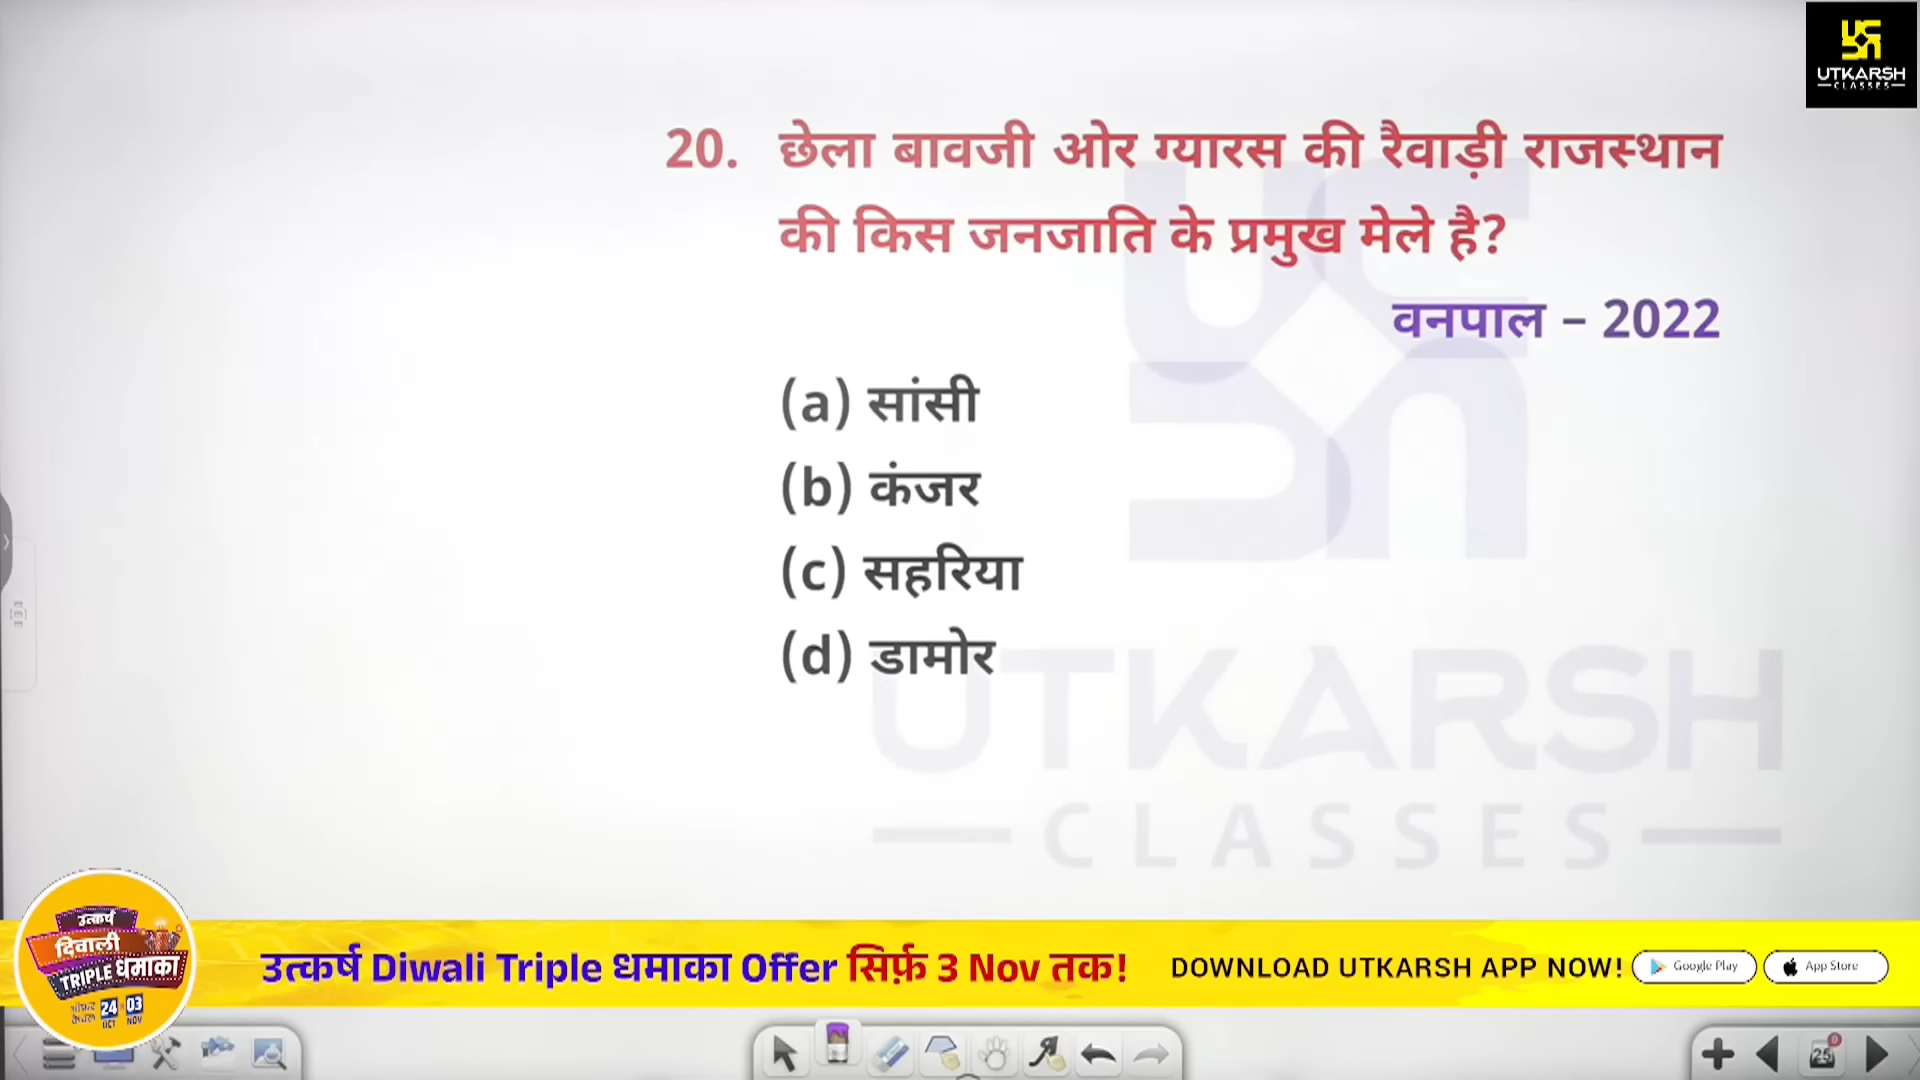 UTKARSH
CLASSES
20. छेला बावजी ओर ग्यारस की रैवाड़ी राजस्थान
की किस जनजाति के प्रमुख मेले है?
वनपाल – 2022
(a) सांसी
(b) कंजर
(c) सहरिया
(d) डामोर
UTKARSH
CLASSES
उत्कर्ष
दिवाली
TRIPLE धमाका
24 OCT 03 NOV
उत्कर्ष Diwali Triple धमाका Offer सिर्फ़ 3 Nov तक!
DOWNLOAD UTKARSH APP NOW!
Google Play
App Store
25
0